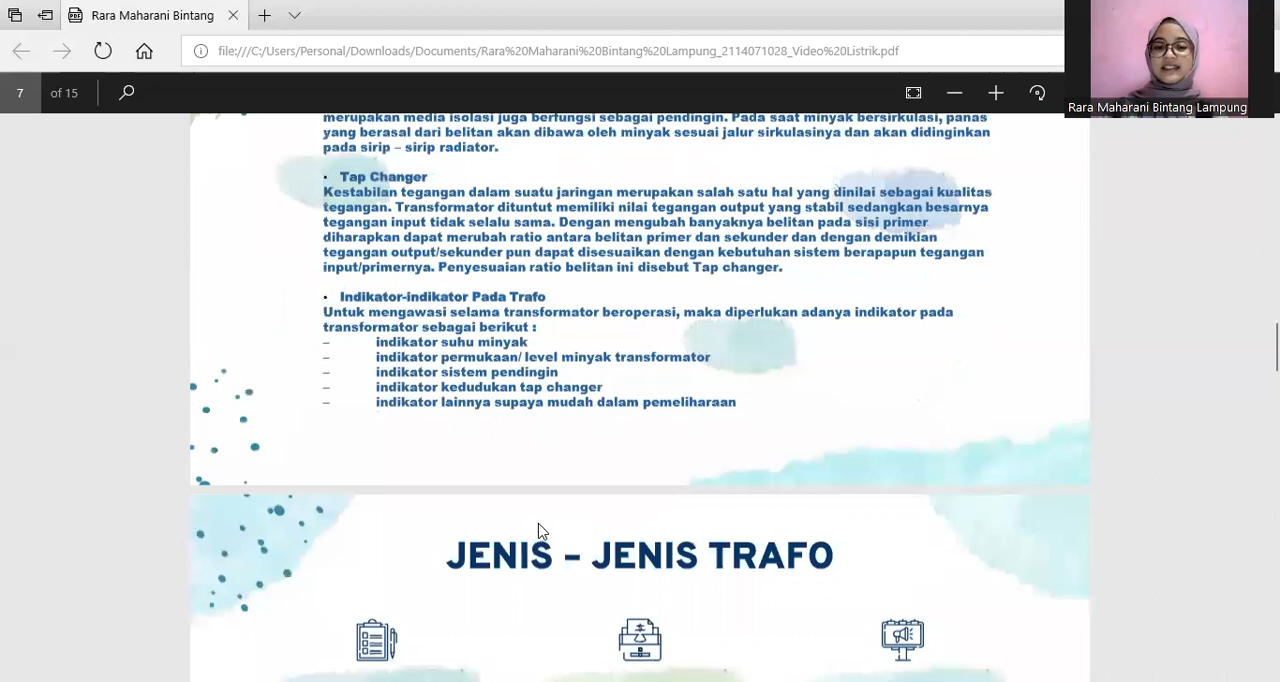 Rara Maharani Bintang
file:///C:/Users/Personal/Downloads/Documents/Rara%20Maharani%20Bintang%20Lampung_2114071028_Video%20Listrik.pdf
Rara Maharani Bintang Lampung
7 of 15
merupakan media isolasi juga berfungsi sebagai pendingin. Pada saat minyak bersirkulasi, panas
yang berasal dari belitan akan dibawa oleh minyak sesuai jalur sirkulasinya dan akan didinginkan
pada sirip – sirip radiator.
• Tap Changer
Kestabilan tegangan dalam suatu jaringan merupakan salah satu hal yang dinilai sebagai kualitas
tegangan. Transformator dituntut memiliki nilai tegangan output yang stabil sedangkan besarnya
tegangan input tidak selalu sama. Dengan mengubah banyaknya belitan pada sisi primer
diharapkan dapat merubah ratio antara belitan primer dan sekunder dan dengan demikian
tegangan output/sekunder pun dapat disesuaikan dengan kebutuhan sistem berapapun tegangan
input/primernya. Penyesuaian ratio belitan ini disebut Tap changer.
• Indikator-indikator Pada Trafo
Untuk mengawasi selama transformator beroperasi, maka diperlukan adanya indikator pada
transformator sebagai berikut :
– indikator suhu minyak
– indikator permukaan/ level minyak transformator
– indikator sistem pendingin
– indikator kedudukan tap changer
– indikator lainnya supaya mudah dalam pemeliharaan
JENIS – JENIS TRAFO